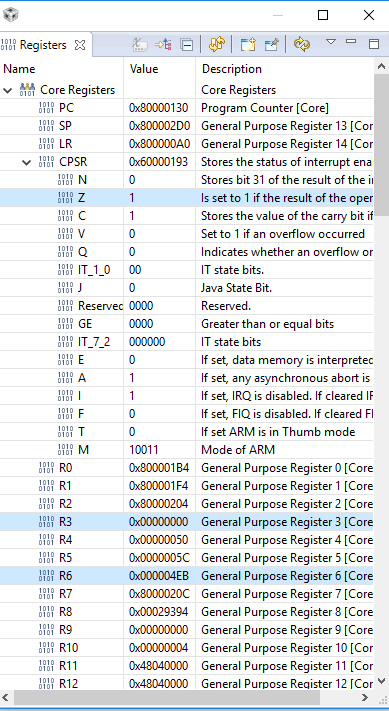 Registers
Name Value Description
Core Registers Core Registers
PC 0x80000130 Program Counter [Core]
SP 0x800002D0 General Purpose Register 13 [Core
LR 0x800000A0 General Purpose Register 14 [Core
CPSR 0x60000193 Stores the status of interrupt enab
N 0 Stores bit 31 of the result of the in
Z 1 Is set to 1 if the result of the oper
C 1 Stores the value of the carry bit if
V 0 Set to 1 if an overflow occurred
Q 0 Indicates whether an overflow or
IT_1_0 00 IT state bits.
J 0 Java State Bit.
Reserved 0000 Reserved.
GE 0000 Greater than or equal bits
IT_7_2 000000 IT state bits
E 0 If set, data memory is interpreted
A 1 If set, any asynchronous abort is
I 1 If set, IRQ is disabled. If cleared IF
F 0 If set, FIQ is disabled. If cleared FI
T 0 If set ARM is in Thumb mode
M 10011 Mode of ARM
R0 0x800001B4 General Purpose Register 0 [Core
R1 0x800001F4 General Purpose Register 1 [Core
R2 0x80000204 General Purpose Register 2 [Core
R3 0x00000000 General Purpose Register 3 [Core
R4 0x00000050 General Purpose Register 4 [Core
R5 0x0000005C General Purpose Register 5 [Core
R6 0x000004EB General Purpose Register 6 [Core
R7 0x8000020C General Purpose Register 7 [Core
R8 0x00029394 General Purpose Register 8 [Core
R9 0x00000000 General Purpose Register 9 [Core
R10 0x00000004 General Purpose Register 10 [Core
R11 0x48040000 General Purpose Register 11 [Core
R12 0x48040000 General Purpose Register 12 [Core